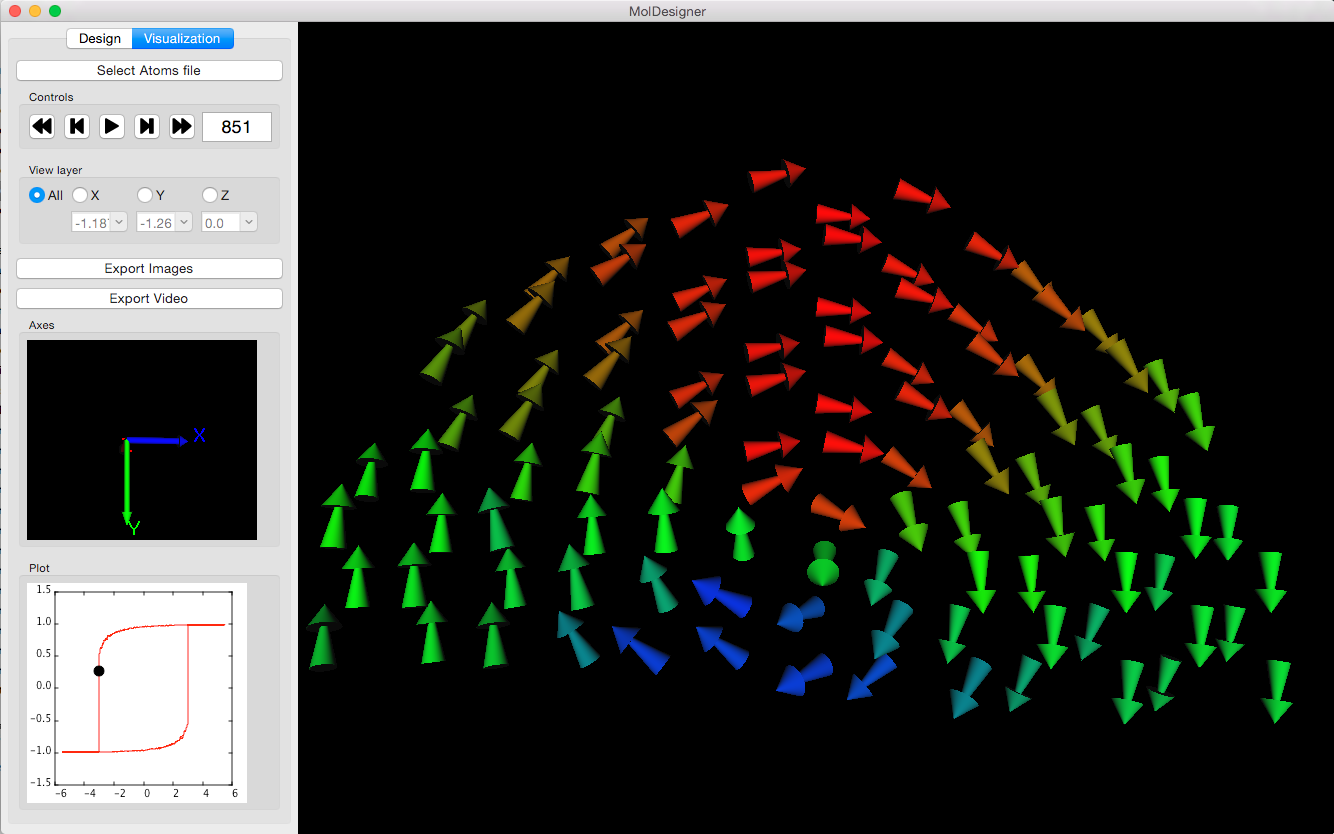 MolDesigner
Design Visualization
Select Atoms file
Controls
851
View layer
All X Y Z
-1.18 -1.26 0.0
Export Images
Export Video
Axes
X
Y
Plot
1.5
1.0
0.5
0.0
-0.5
-1.0
-1.5
-6 -4 -2 0 2 4 6